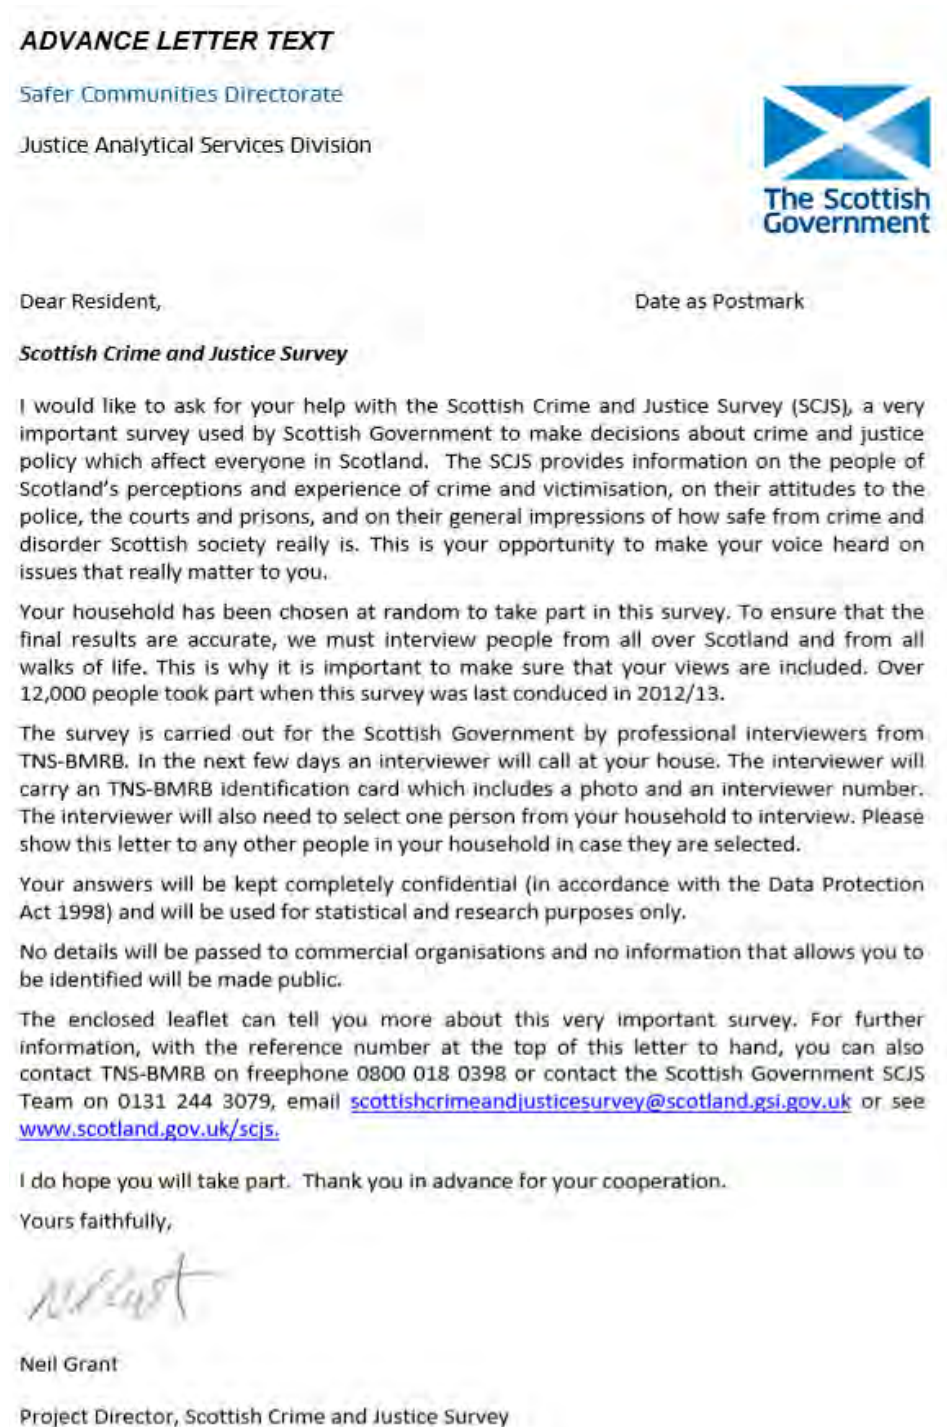 ADVANCE LETTER TEXT
Safer Communities Directorate
Justice Analytical Services Division
The Scottish
Government
Dear Resident,
Date as Postmark
Scottish Crime and Justice Survey
I would like to ask for your help with the Scottish Crime and Justice Survey (SCJS), a very
important survey used by Scottish Government to make decisions about crime and justice
policy which affect everyone in Scotland. The SCJS provides information on the people of
Scotland's perceptions and experience of crime and victimisation, on their attitudes to the
police, the courts and prisons, and on their general impressions of how safe from crime and
disorder Scottish society really is. This is your opportunity to make your voice heard on
issues that really matter to you.
Your household has been chosen at random to take part in this survey. To ensure that the
final results are accurate, we must interview people from all over Scotland and from all
walks of life. This is why it is important to make sure that your views are included. Over
12,000 people took part when this survey was last conduced in 2012/13.
The survey is carried out for the Scottish Government by professional interviewers from
TNS-BMRB. In the next few days an interviewer will call at your house. The interviewer will
carry an TNS-BMRB identification card which includes a photo and an interviewer number.
The interviewer will also need to select one person from your household to interview. Please
show this letter to any other people in your household in case they are selected.
Your answers will be kept completely confidential (in accordance with the Data Protection
Act 1998) and will be used for statistical and research purposes only.
No details will be passed to commercial organisations and no information that allows you to
be identified will be made public.
The enclosed leaflet can tell you more about this very important survey. For further
information, with the reference number at the top of this letter to hand, you can also
contact TNS-BMRB on freephone 0800 018 0398 or contact the Scottish Government SCJS
Team on 0131 244 3079, email scottishcrimeandjusticesurvey@scotland.gsi.gov.uk or see
www.scotland.gov.uk/scjs.
I do hope you will take part. Thank you in advance for your cooperation.
Yours faithfully,
Neil Grant
Project Director, Scottish Crime and Justice Survey